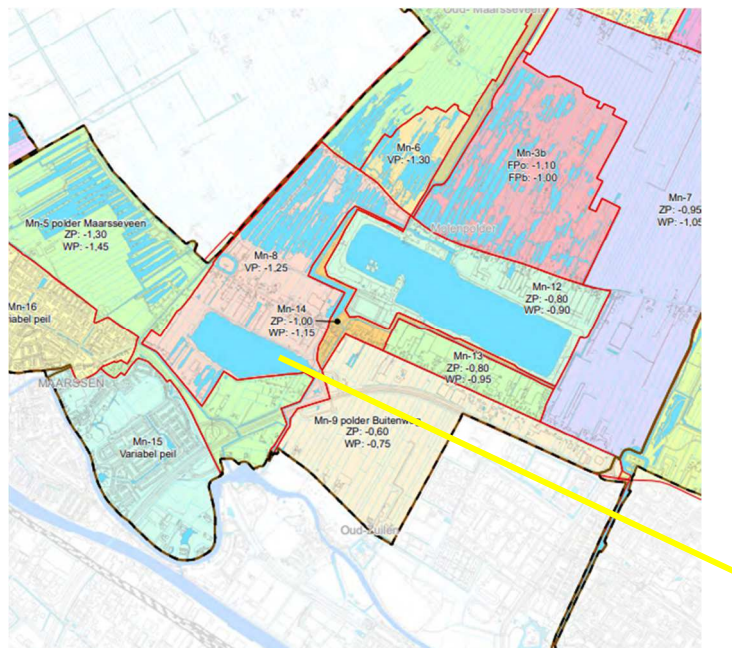 Oud- Maarsseveen
Mn-6
VP: -1,30
Mn-3b
FPo: -1,10
FPb: -1,00
Mn-7
ZP: -0,95
WP: -1,05
Mn-5 polder Maarsseveen
ZP: -1,30
WP: -1,45
Molenpolder
Mn-8
VP: -1,25
Mn-12
ZP: -0,80
WP: -0,90
Mn-14
ZP: -1,00
WP: -1,15
Mn-16
iabel peil
Mn-13
ZP: -0,80
WP: -0,95
MAARSSEN
Mn-9 polder Buitenweg
ZP: -0,60
WP: -0,75
Mn-15
Variabel peil
Oud-Zuilen